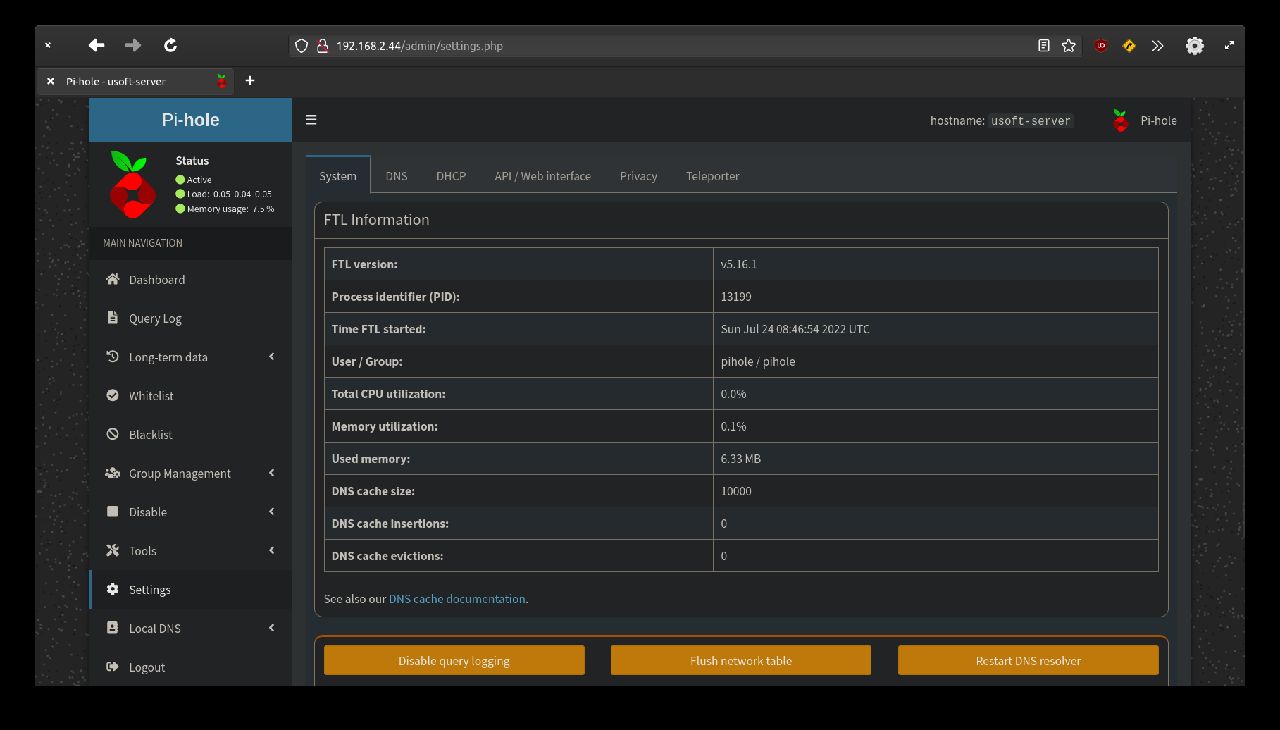 192.168.2.44/admin/settings.php
Pi-hole - usoft-server
Pi-hole
hostname: usoft-server
Pi-hole
Status
Active
Load: 0.05 0.04 0.05
Memory usage: 7.5 %
MAIN NAVIGATION
Dashboard
Query Log
Long-term data
Whitelist
Blacklist
Group Management
Disable
Tools
Settings
Local DNS
Logout
System DNS DHCP API / Web interface Privacy Teleporter
FTL Information
FTL version: v5.16.1
Process identifier (PID): 13199
Time FTL started: Sun Jul 24 08:46:54 2022 UTC
User / Group: pihole / pihole
Total CPU utilization: 0.0%
Memory utilization: 0.1%
Used memory: 6.33 MB
DNS cache size: 10000
DNS cache insertions: 0
DNS cache evictions: 0
See also our DNS cache documentation.
Disable query logging Flush network table Restart DNS resolver